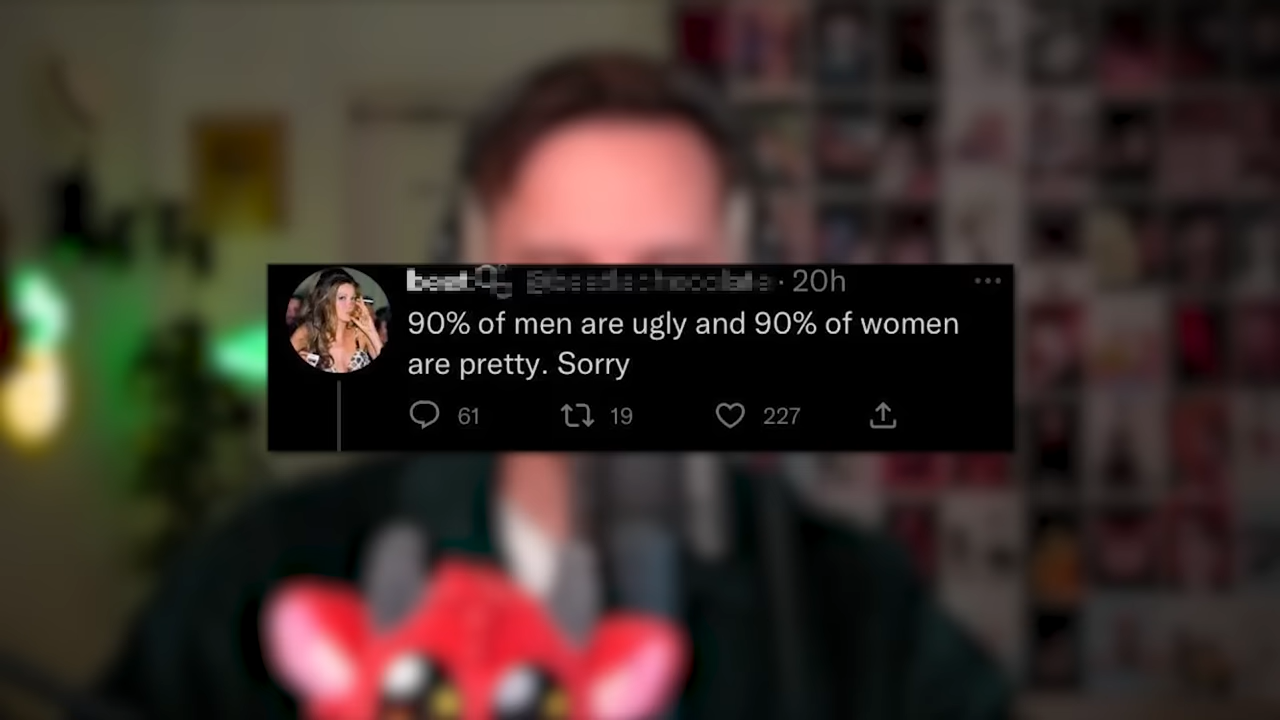 · 20h
90% of men are ugly and 90% of women
are pretty. Sorry
61 19 227